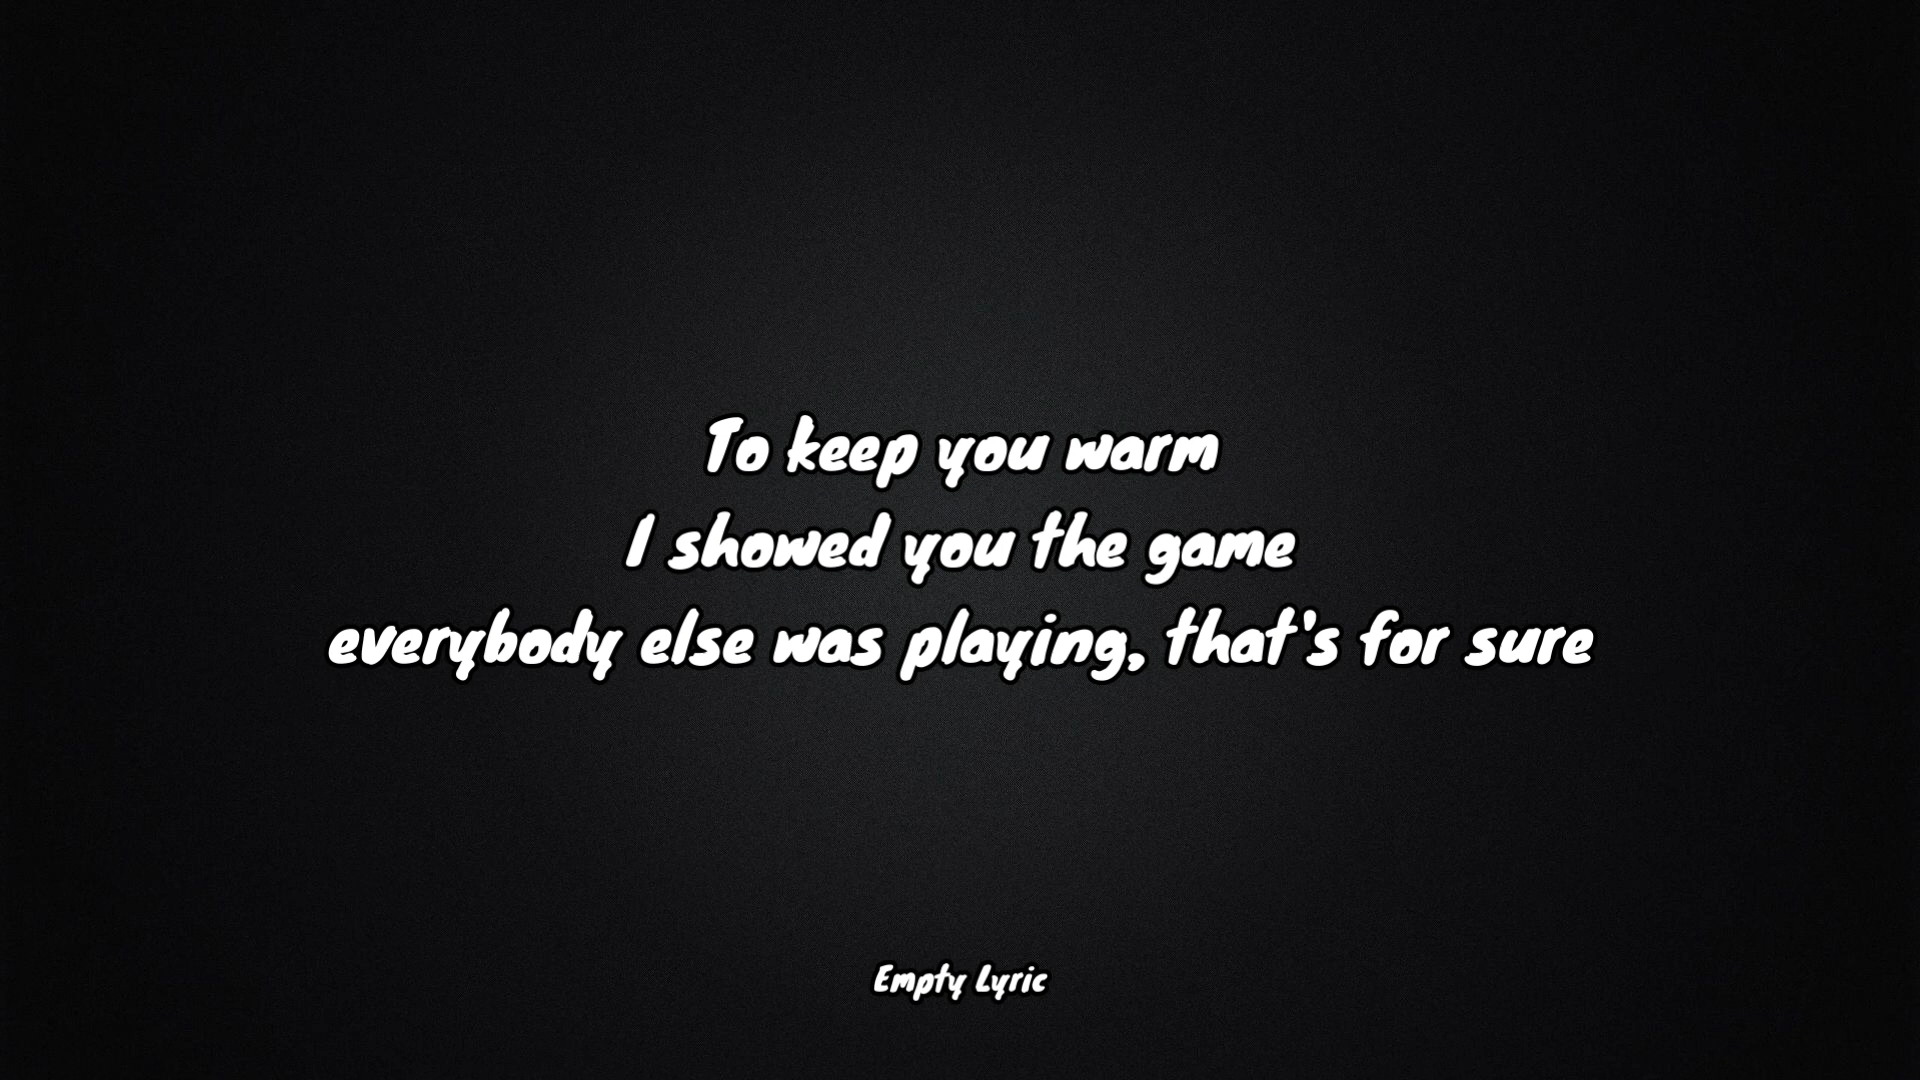 To keep you warm
I showed you the game
everybody else was playing, that's for sure
Empty Lyric